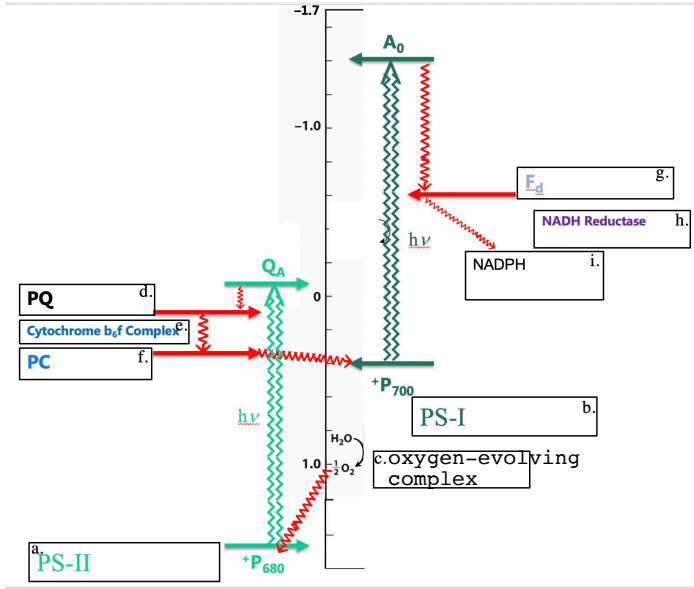 −1.7
A0
−1.0
g.
Fd
NADH Reductase h.
hν
NADPH i.
QA
PQ d.
0
Cytochrome b6f Complex e.
PC f.
+P700
hν
PS-I b.
H2O
1.0
½O2
c. oxygen-evolving
complex
a.
PS-II
+P680